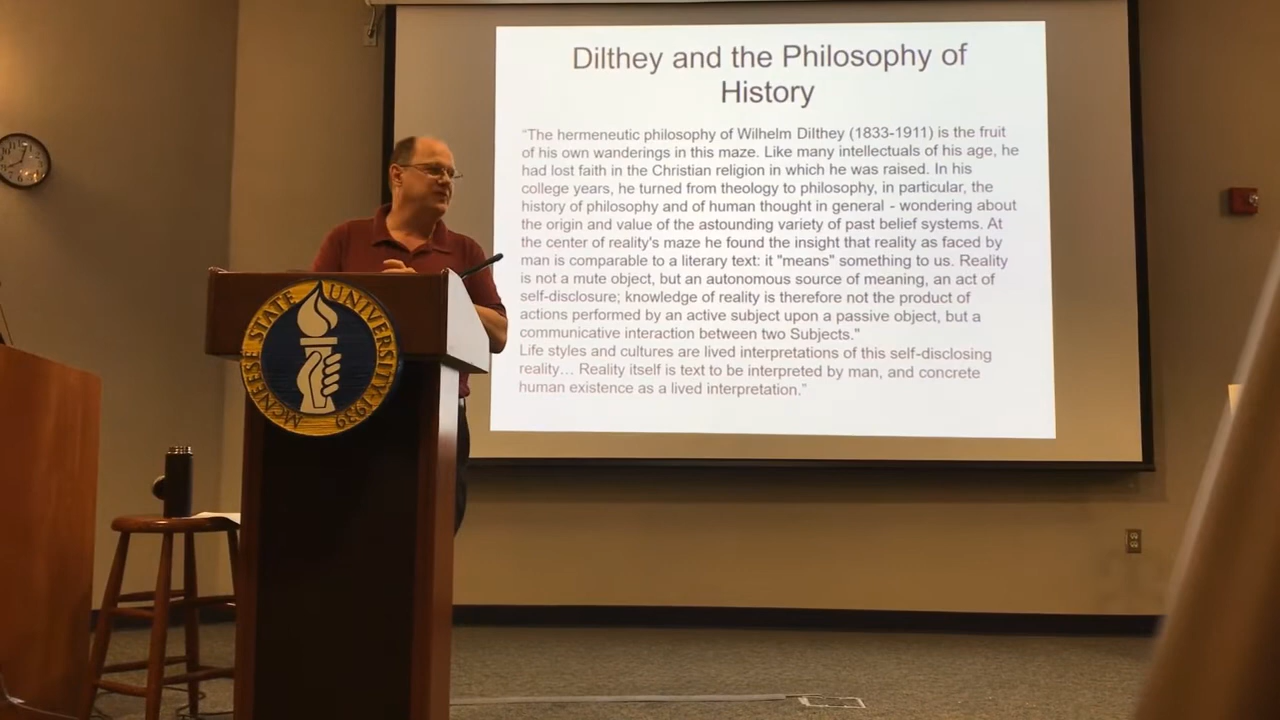 Dilthey and the Philosophy of
History
“The hermeneutic philosophy of Wilhelm Dilthey (1833-1911) is the fruit
of his own wanderings in this maze. Like many intellectuals of his age, he
had lost faith in the Christian religion in which he was raised. In his
college years, he turned from theology to philosophy, in particular, the
history of philosophy and of human thought in general - wondering about
the origin and value of the astounding variety of past belief systems. At
the center of reality's maze he found the insight that reality as faced by
man is comparable to a literary text: it "means" something to us. Reality
is not a mute object, but an autonomous source of meaning, an act of
self-disclosure; knowledge of reality is therefore not the product of
actions performed by an active subject upon a passive object, but a
communicative interaction between two Subjects."
Life styles and cultures are lived interpretations of this self-disclosing
reality… Reality itself is text to be interpreted by man, and concrete
human existence as a lived interpretation.”
MCNEESE STATE UNIVERSITY·1939